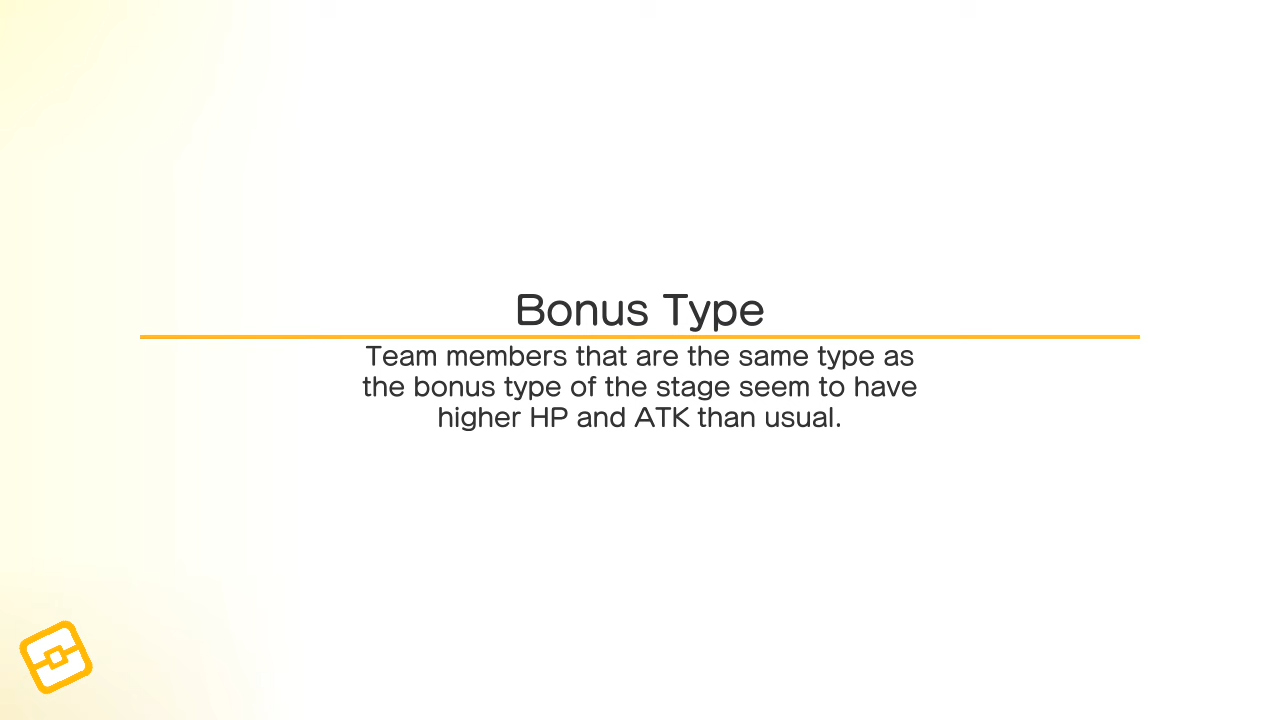 Bonus Type
Team members that are the same type as
the bonus type of the stage seem to have
higher HP and ATK than usual.